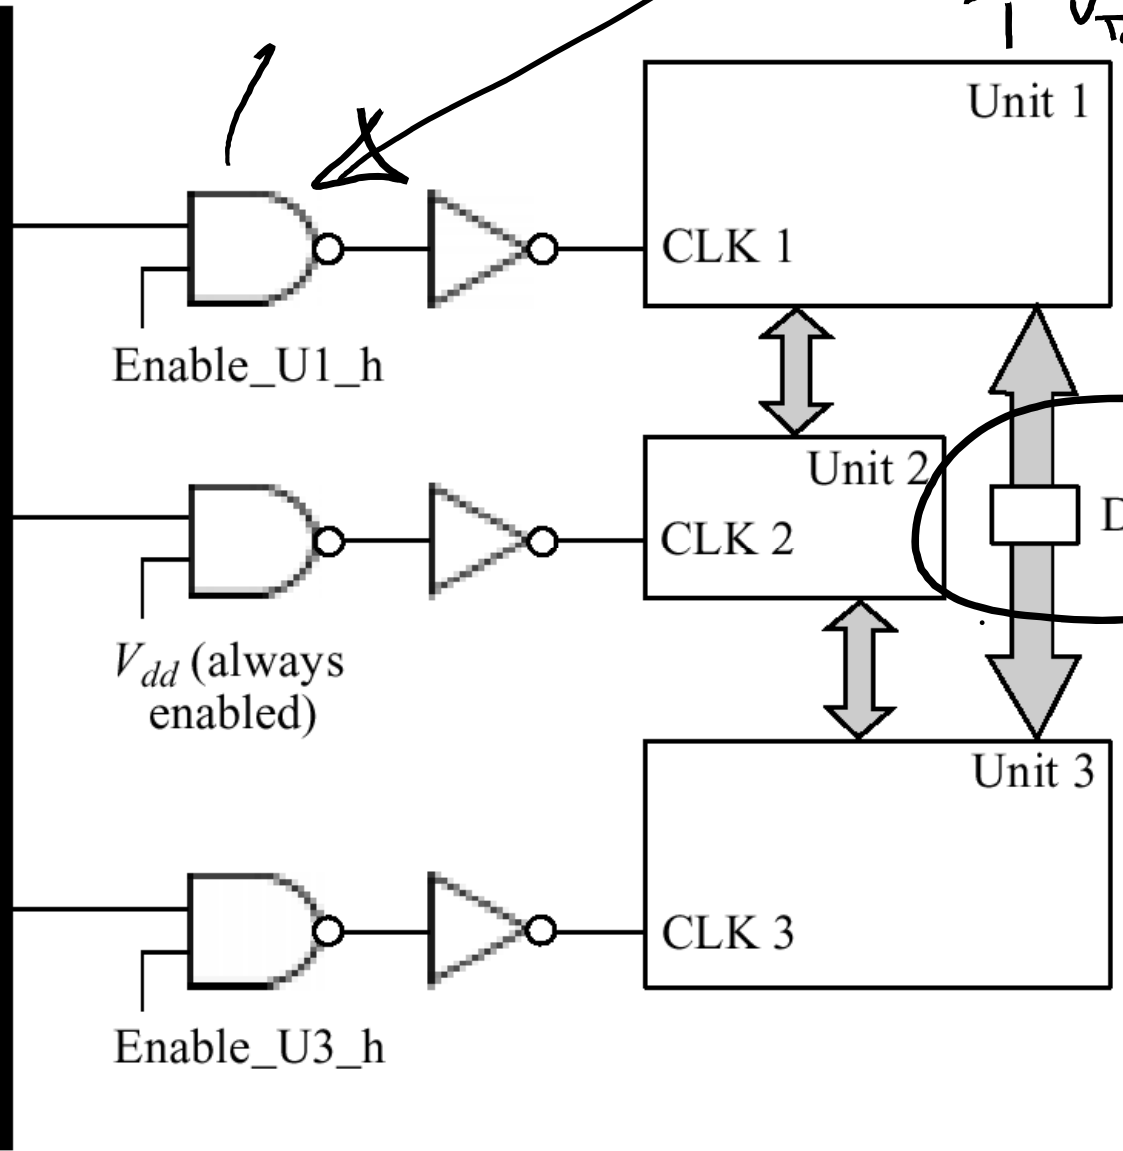 Unit 1
CLK 1
Enable_U1_h
Unit 2
CLK 2
D
V_dd (always
enabled)
Unit 3
CLK 3
Enable_U3_h